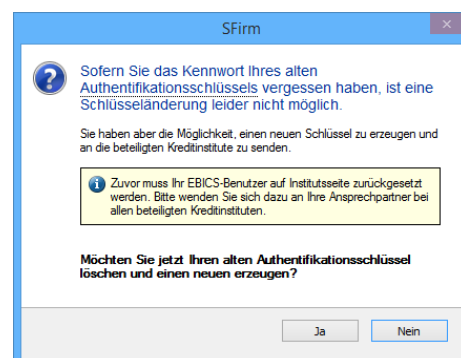 SFirm
Sofern Sie das Kennwort Ihres alten
Authentifikationsschlüssels vergessen haben, ist eine
Schlüsseländerung leider nicht möglich.
Sie haben aber die Möglichkeit, einen neuen Schlüssel zu erzeugen und
an die beteiligten Kreditinstitute zu senden.
Zuvor muss Ihr EBICS-Benutzer auf Institutsseite zurückgesetzt
werden. Bitte wenden Sie sich dazu an Ihre Ansprechpartner bei
allen beteiligten Kreditinstituten.
Möchten Sie jetzt Ihren alten Authentifikationsschlüssel
löschen und einen neuen erzeugen?
Ja Nein